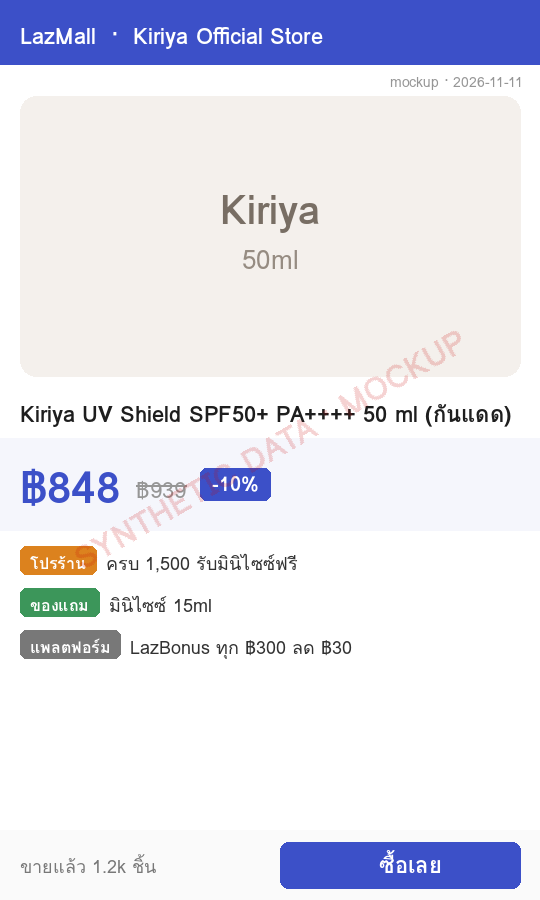 LazMall · Kiriya Official Store
mockup · 2026-11-11
Kiriya
50ml
Kiriya UV Shield SPF50+ PA++++ 50 ml (กันแดด)
฿848 ฿939 -10%
SYNTHETIC DATA MOCKUP
โปรร้าน ครบ 1,500 รับมินิไซซ์ฟรี
ของแถม มินิไซซ์ 15ml
แพลตฟอร์ม LazBonus ทุก ฿300 ลด ฿30
ขายแล้ว 1.2k ชิ้น ซื้อเลย